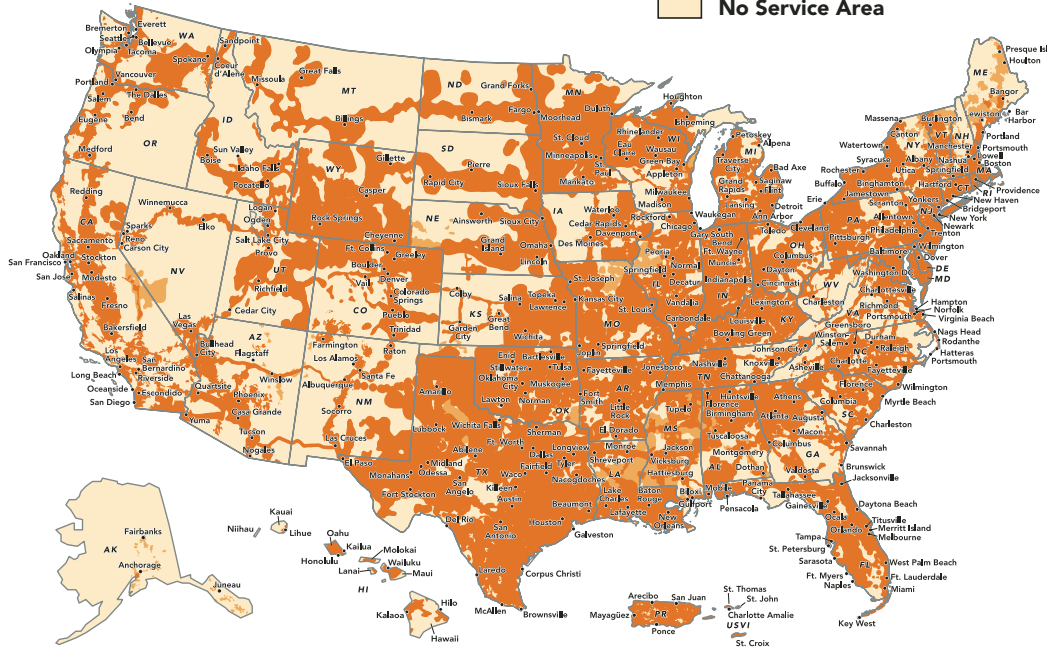 No Service Area
Bremerton
Everett
Seattle
Bellevue
WA
Olympia
Tacoma
Spokane
Sandpoint
Coeur
d'Alene
Missoula
Great Falls
MT
Billings
Portland
Vancouver
The Dalles
Salem
Eugene
Bend
OR
Medford
ID
Boise
Sun Valley
Idaho Falls
Pocatello
ND
Grand Forks
Fargo
Bismarck
SD
Pierre
Rapid City
Sioux Falls
MN
Duluth
Moorhead
St. Cloud
Minneapolis
St.
Paul
Mankato
Houghton
Ishpeming
Rhinelander
WI
Eau
Claire
Wausau
Green Bay
Appleton
Milwaukee
Madison
Petoskey
Alpena
MI
Traverse
City
Bad Axe
Grand
Rapids
Saginaw
Flint
Lansing
Detroit
Ann Arbor
Presque Isl
Houlton
ME
Bangor
Bar
Harbor
Lewiston
Portland
Massena
Burlington
VT
NH
Canton
Watertown
NY
Manchester
Portsmouth
Lowell
Boston
Nashua
MA
Syracuse
Albany
Rochester
Utica
Springfield
Buffalo
Binghamton
Hartford
CT
RI
Providence
New Haven
Bridgeport
Jamestown
Scranton
Yonkers
Erie
Allentown
NJ
New York
Newark
Trenton
PA
Philadelphia
Pittsburgh
Cleveland
Toledo
Baltimore
Wilmington
Dover
DE
MD
Washington DC
OH
Columbus
Dayton
Cincinnati
WV
Charleston
Charlottesville
Richmond
VA
Portsmouth
Hampton
Norfolk
Virginia Beach
Redding
CA
Winnemucca
Elko
Sparks
Reno
Carson City
Sacramento
Oakland
Stockton
San Francisco
San Jose
Modesto
Salinas
Fresno
Bakersfield
NV
Las
Vegas
Los
Angeles
San
Bernardino
Riverside
Long Beach
Oceanside
Escondido
San Diego
Logan
Ogden
Salt Lake City
Provo
UT
Richfield
Cedar City
WY
Gillette
Casper
Rock Springs
Cheyenne
Ft. Collins
Greeley
Boulder
Denver
Vail
Colorado
Springs
CO
Pueblo
Trinidad
NE
Ainsworth
Sioux City
Grand
Island
Omaha
Lincoln
IA
Waterloo
Cedar Rapids
Davenport
Des Moines
Rockford
Waukegan
Chicago
Gary
South
Bend
Ft. Wayne
Peoria
Normal
Muncie
Springfield
IL
Decatur
Indianapolis
Vandalia
IN
Carbondale
Colby
Salina
Topeka
Lawrence
KS
Garden
City
Great
Bend
Wichita
St. Joseph
Kansas City
St. Louis
MO
Joplin
Springfield
Lexington
Louisville
KY
Bowling Green
AZ
Bullhead
City
Flagstaff
Winslow
Quartsite
Phoenix
Casa Grande
Yuma
Tucson
Nogales
Farmington
Los Alamos
Raton
Santa Fe
Albuquerque
NM
Socorro
Las Cruces
El Paso
Enid
Bartlesville
Stillwater
Tulsa
Oklahoma
City
Muskogee
Norman
Lawton
OK
Amarillo
Lubbock
Wichita Falls
Sherman
Ft. Worth
Dallas
Longview
Tyler
Abilene
Midland
Odessa
Monahans
TX
Waco
Fairfield
Nacogdoches
San
Angelo
Killeen
Fort Stockton
Austin
Beaumont
Del Rio
San
Antonio
Houston
Galveston
Laredo
Corpus Christi
McAllen
Brownsville
Fayetteville
Jonesboro
Fort
Smith
AR
Little
Rock
El Dorado
Memphis
Tupelo
MS
Jackson
Vicksburg
Hattiesburg
Biloxi
Gulfport
Monroe
Shreveport
LA
Lake
Charles
Baton
Rouge
Lafayette
New
Orleans
Nashville
TN
Knoxville
Johnson City
Chattanooga
Huntsville
Florence
Birmingham
Tuscaloosa
Montgomery
AL
Dothan
Mobile
Pensacola
Panama
City
Athens
Atlanta
Augusta
Macon
Columbus
GA
Valdosta
Savannah
Brunswick
Jacksonville
Greensboro
Winston-
Salem
Durham
Raleigh
NC
Charlotte
Asheville
Fayetteville
Nags Head
Rodanthe
Hatteras
Portsmouth
Wilmington
Florence
Columbia
SC
Myrtle Beach
Charleston
Tallahassee
Gainesville
Daytona Beach
Ocala
Titusville
Orlando
Merritt Island
Melbourne
Tampa
St. Petersburg
Sarasota
FL
West Palm Beach
Ft. Myers
Ft. Lauderdale
Naples
Miami
Key West
Fairbanks
AK
Anchorage
Juneau
Kauai
Niihau
Lihue
Oahu
Kailua
Honolulu
Molokai
Wailuku
Lanai
Maui
HI
Hilo
Kalaoa
Hawaii
Arecibo
San Juan
Mayagüez
PR
Ponce
St. Thomas
St. John
Charlotte Amalie
USVI
St. Croix